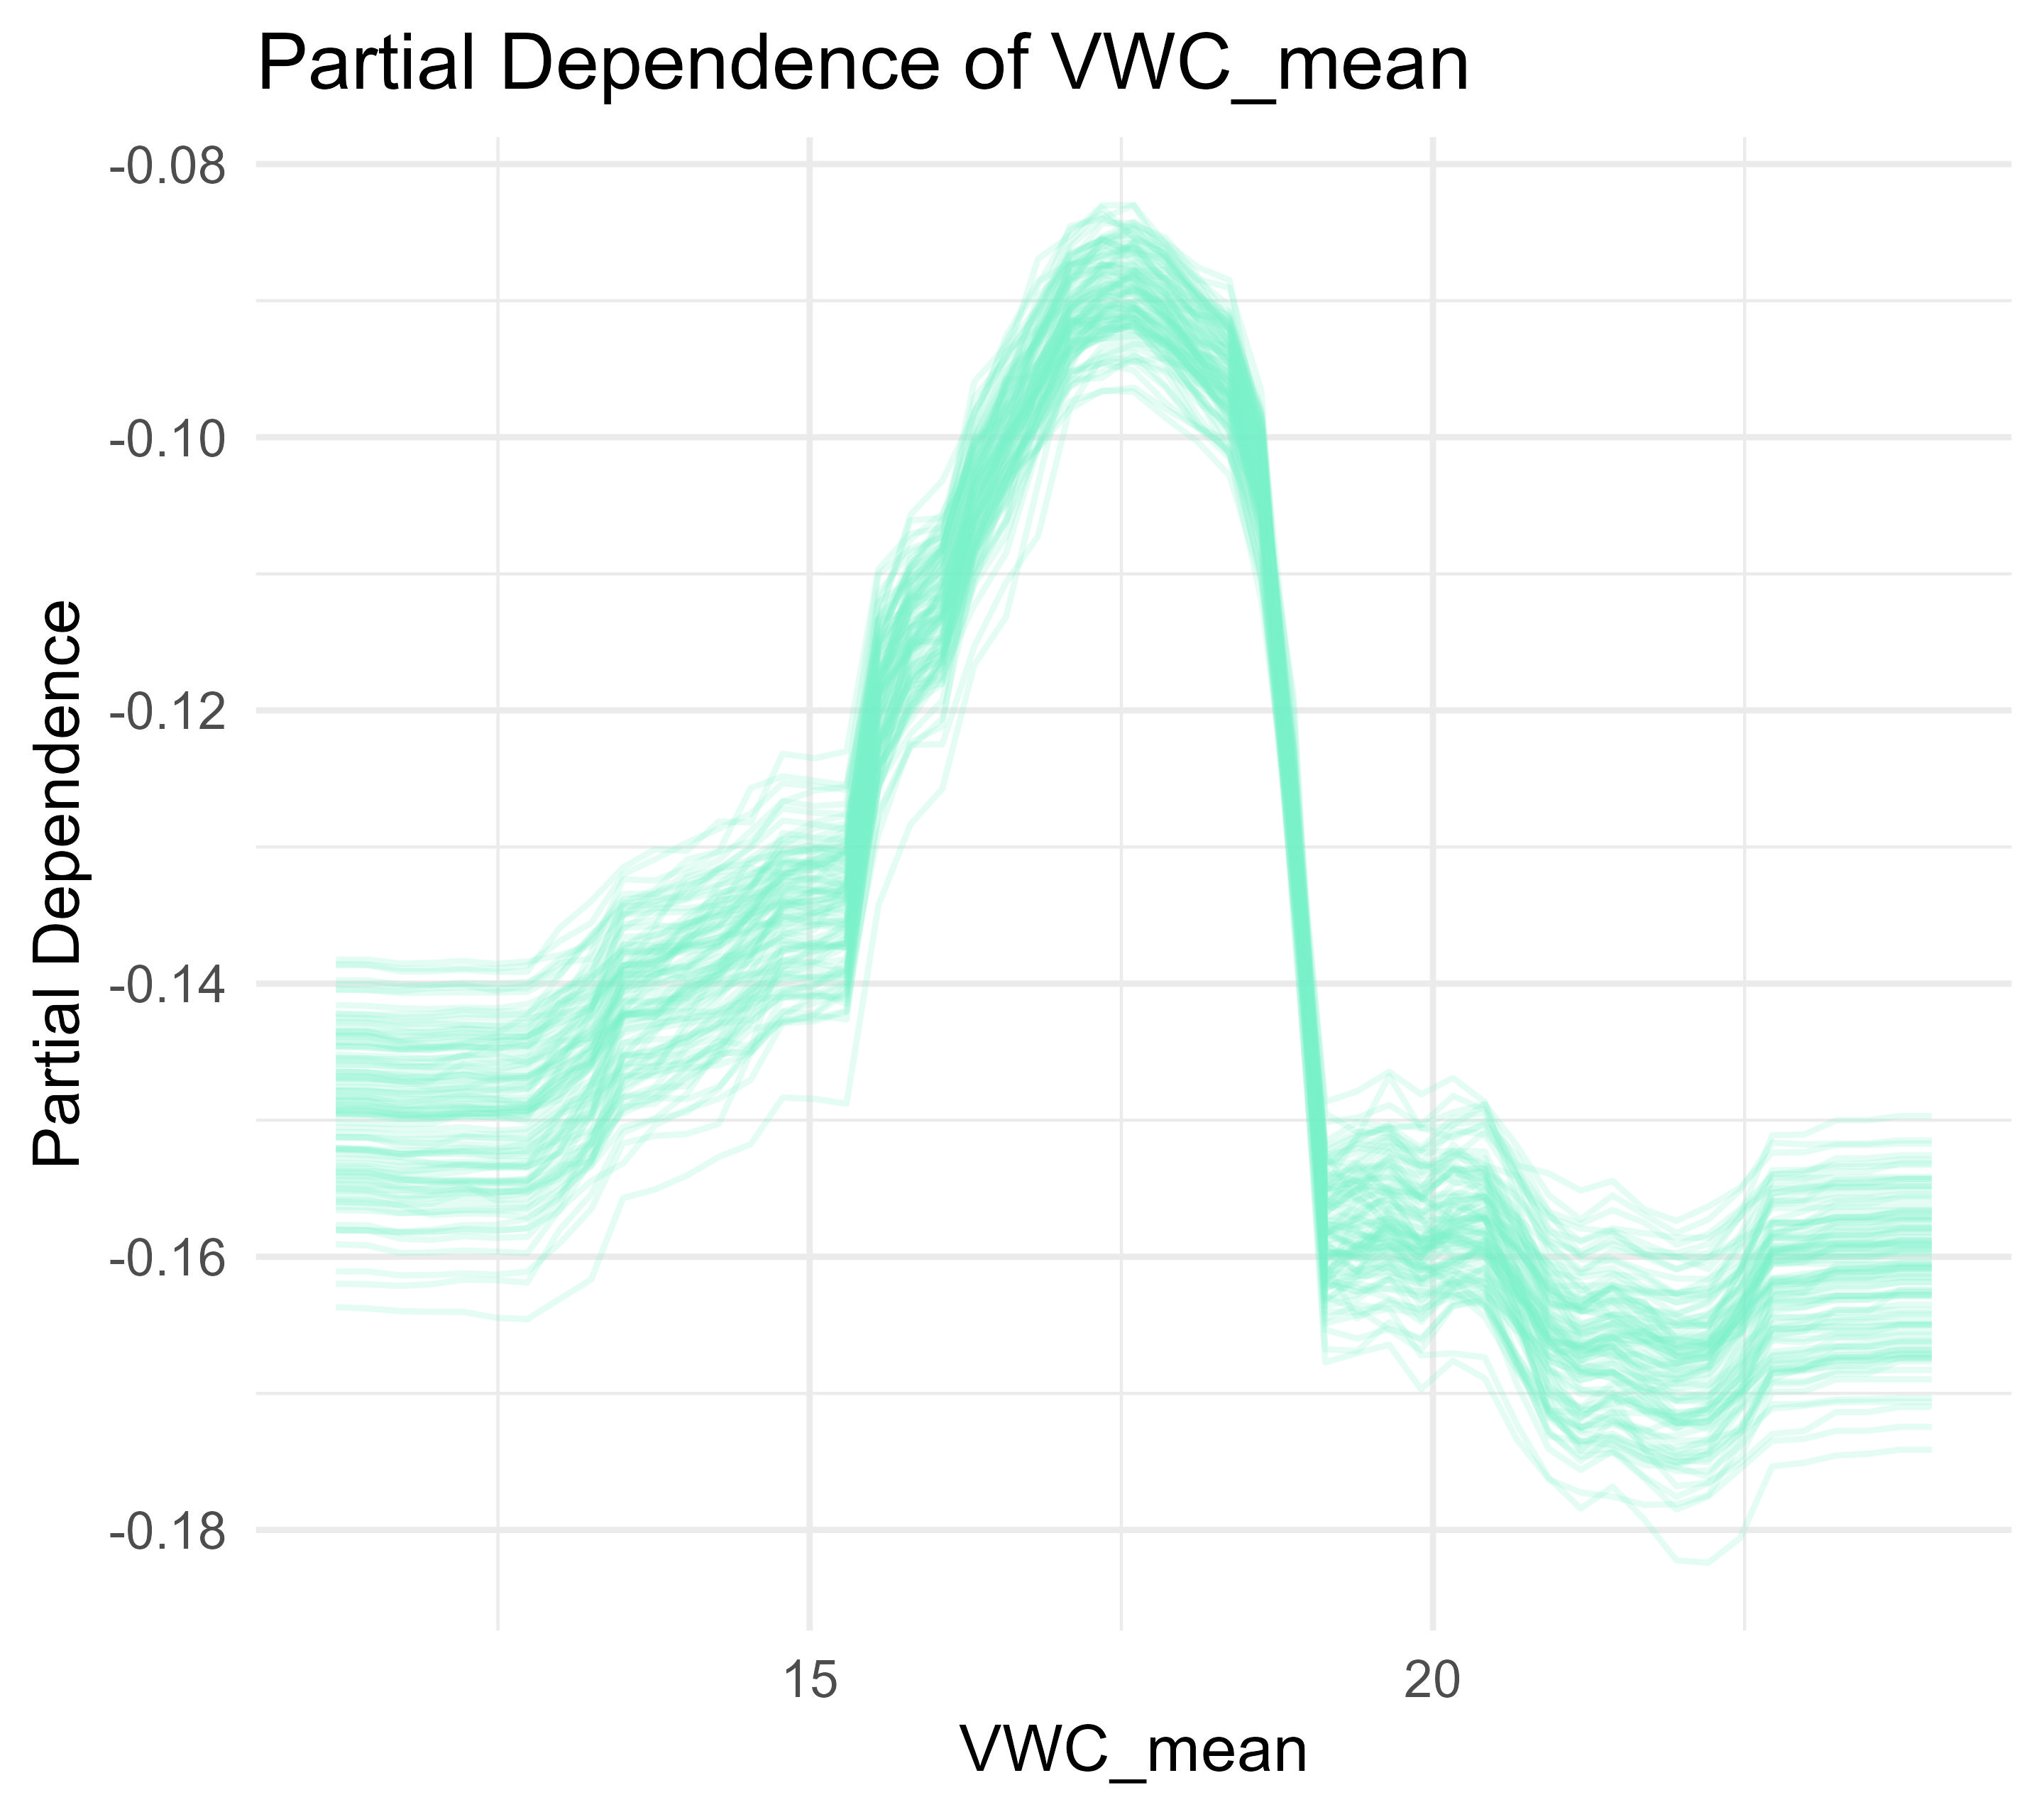 Partial Dependence of VWC_mean
-0.08
-0.10
-0.12
-0.14
-0.16
-0.18
Partial Dependence
15 20
VWC_mean